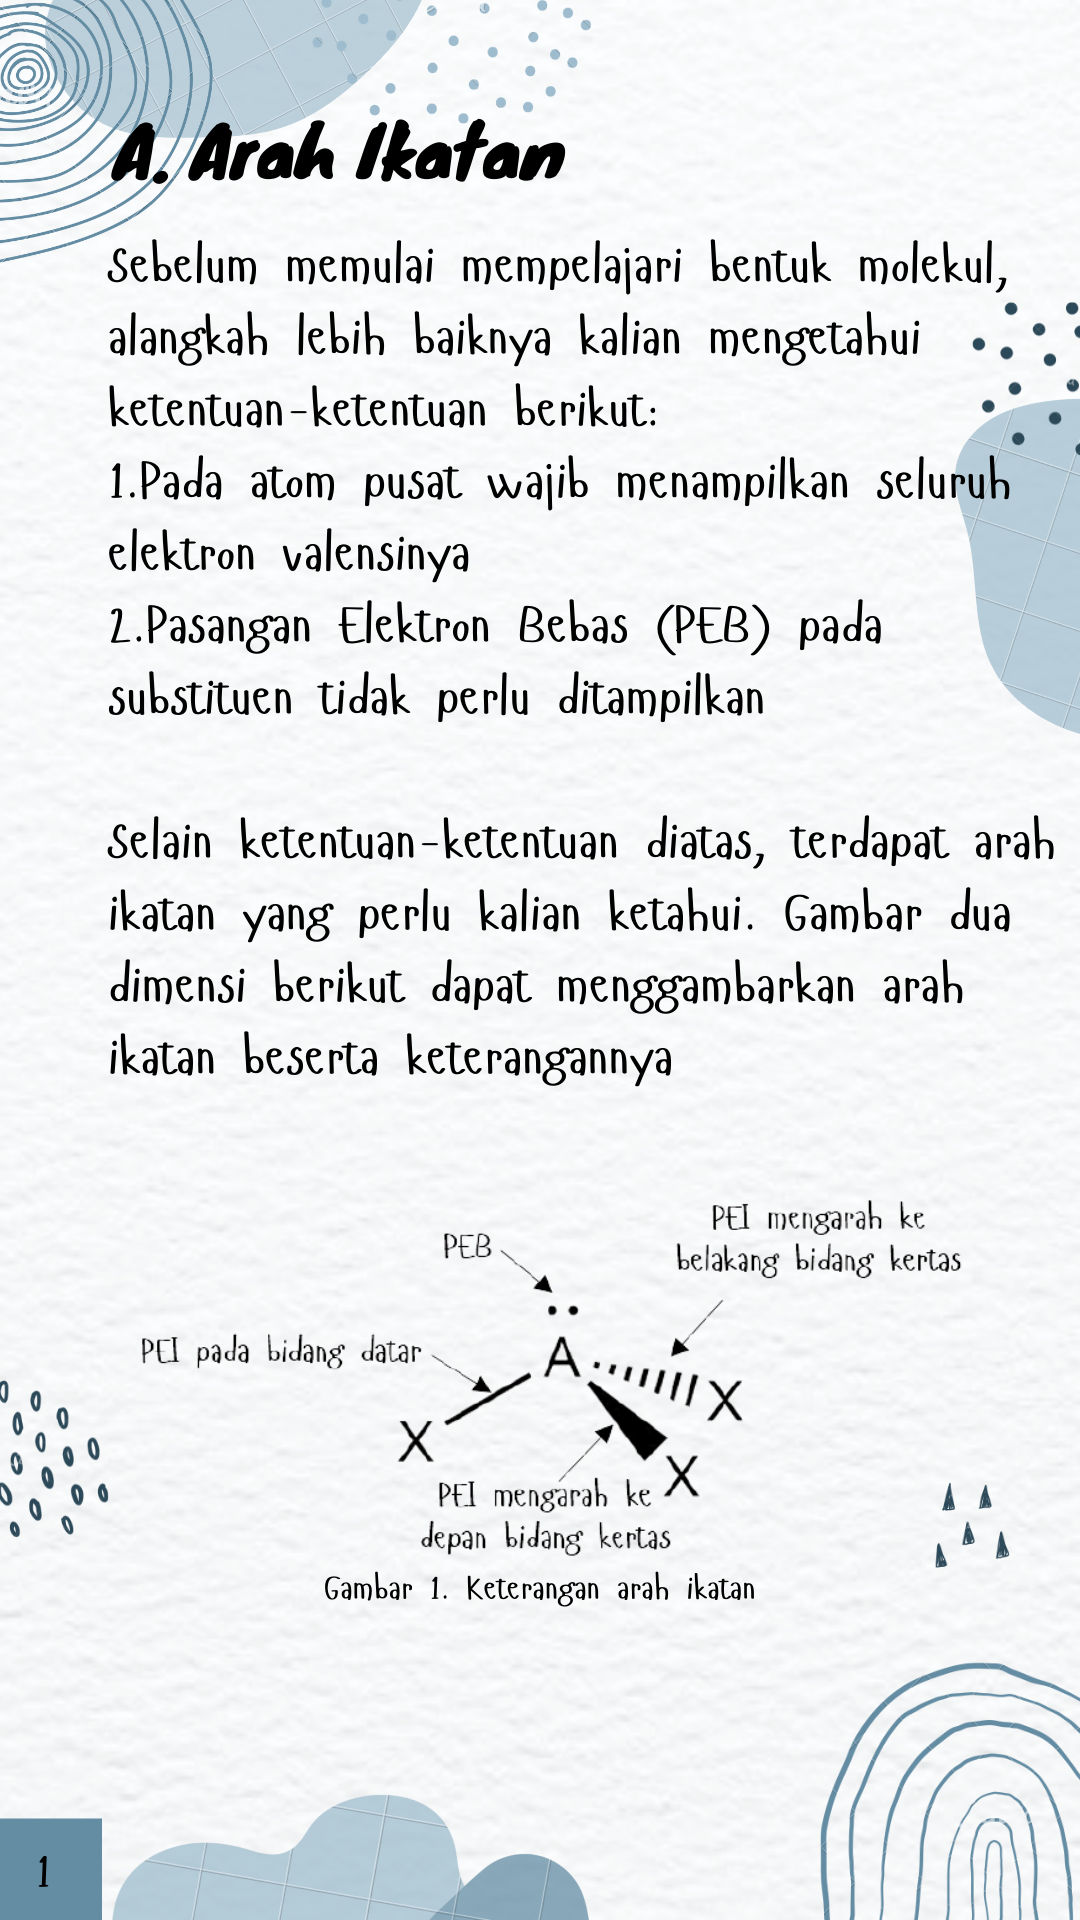 A. Arah Ikatan
Sebelum memulai mempelajari bentuk molekul,
alangkah lebih baiknya kalian mengetahui
ketentuan-ketentuan berikut:
1.Pada atom pusat wajib menampilkan seluruh
elektron valensinya
2.Pasangan Elektron Bebas (PEB) pada
substituen tidak perlu ditampilkan
Selain ketentuan-ketentuan diatas, terdapat arah
ikatan yang perlu kalian ketahui. Gambar dua
dimensi berikut dapat menggambarkan arah
ikatan beserta keterangannya
PEI mengarah ke
belakang bidang kertas
PEB
PEI pada bidang datar
A
X
X
X
PEI mengarah ke
depan bidang kertas
Gambar 1. Keterangan arah ikatan
1